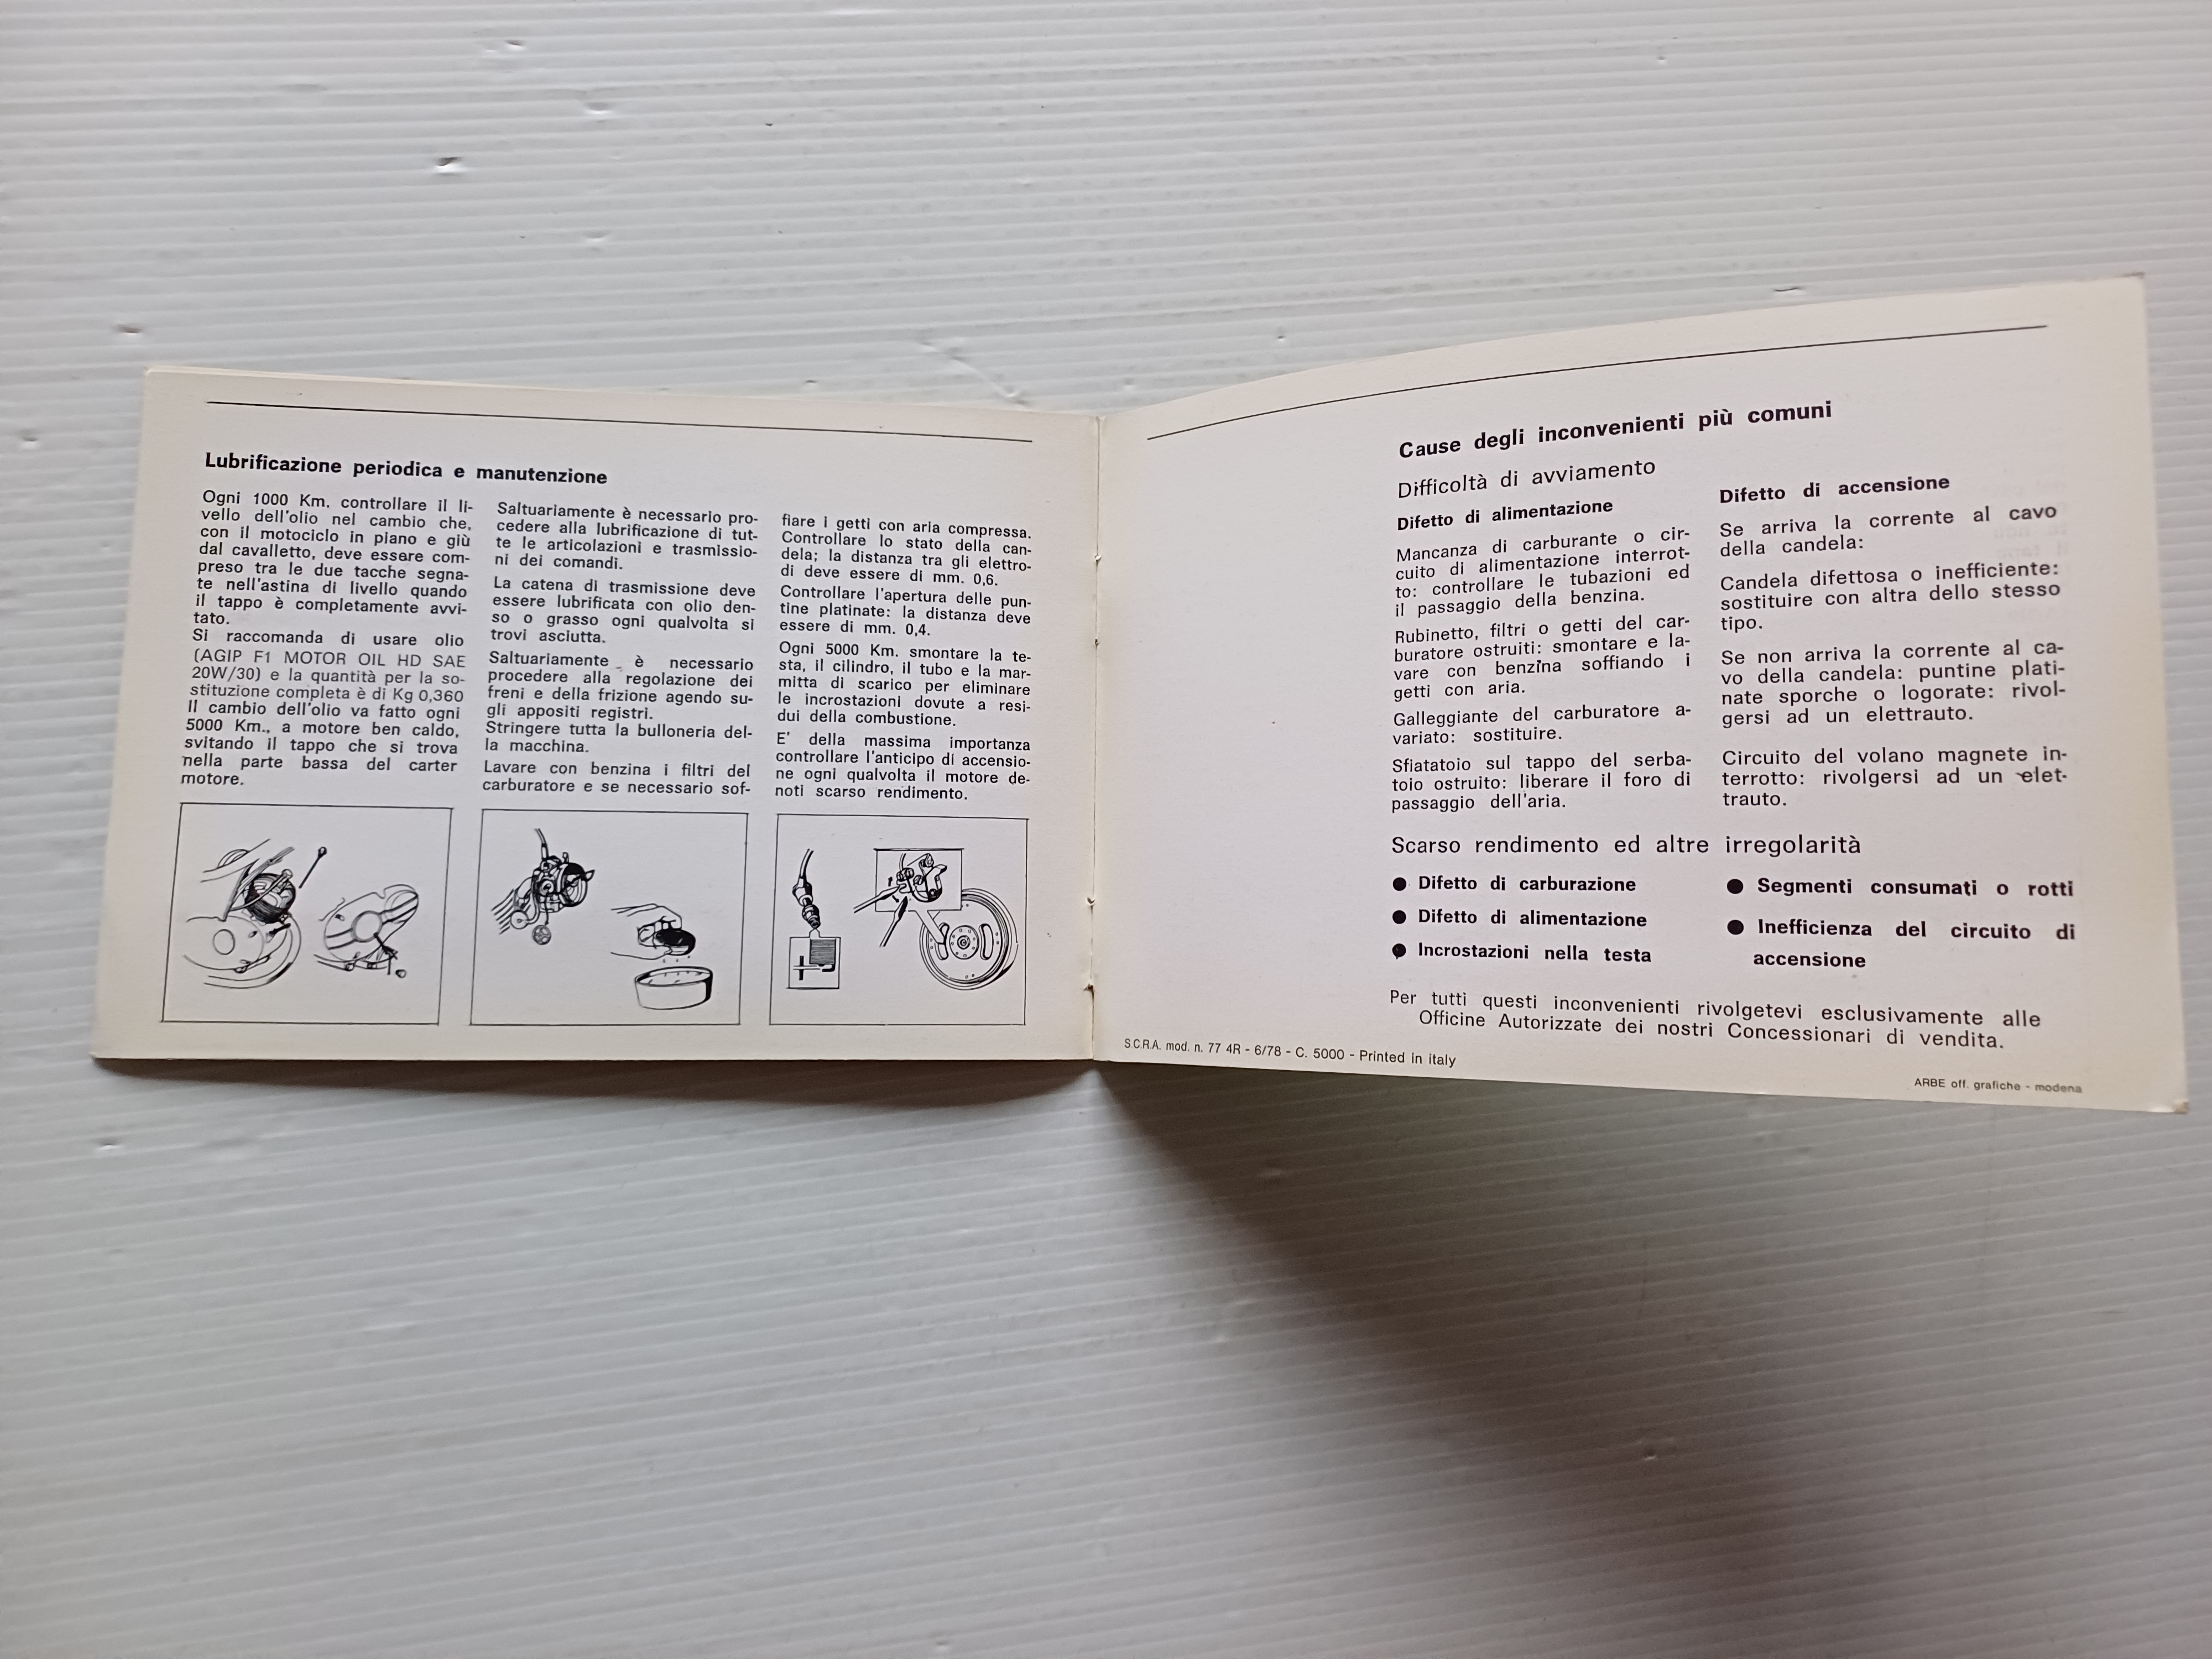 Lubrificazione periodica e manutenzione
Ogni 1000 Km. controllare il li-
vello dell'olio nel cambio che,
con il motociclo in piano e giù
dal cavalletto, deve essere com-
preso tra le due tacche segna-
te nell'astina di livello quando
il tappo è completamente avvi-
tato.
Si raccomanda di usare olio
(AGIP F1 MOTOR OIL HD SAE
20W/30) e la quantità per la so-
stituzione completa è di Kg 0,360
Il cambio dell'olio va fatto ogni
5000 Km., a motore ben caldo,
svitando il tappo che si trova
nella parte bassa del carter
motore.
Saltuariamente è necessario pro-
cedere alla lubrificazione di tut-
te le articolazioni e trasmissio-
ni dei comandi.
La catena di trasmissione deve
essere lubrificata con olio den-
so o grasso ogni qualvolta si
trovi asciutta.
Saltuariamente è necessario
procedere alla regolazione dei
freni e della frizione agendo su-
gli appositi registri.
Stringere tutta la bulloneria del-
la macchina.
Lavare con benzina i filtri del
carburatore e se necessario sof-
fiare i getti con aria compressa.
Controllare lo stato della can-
dela; la distanza tra gli elettro-
di deve essere di mm. 0,6.
Controllare l'apertura delle pun-
tine platinate: la distanza deve
essere di mm. 0,4.
Ogni 5000 Km. smontare la te-
sta, il cilindro, il tubo e la mar-
mitta di scarico per eliminare
le incrostazioni dovute a resi-
dui della combustione.
E' della massima importanza
controllare l'anticipo di accensio-
ne ogni qualvolta il motore de-
noti scarso rendimento.
Cause degli inconvenienti più comuni
Difficoltà di avviamento
Difetto di alimentazione
Mancanza di carburante o cir-
cuito di alimentazione interrot-
to: controllare le tubazioni ed
il passaggio della benzina.
Rubinetto, filtri o getti del car-
buratore ostruiti: smontare e la-
vare con benzina soffiando i
getti con aria.
Galleggiante del carburatore a-
variato: sostituire.
Sfiatatoio sul tappo del serba-
toio ostruito: liberare il foro di
passaggio dell'aria.
Difetto di accensione
Se arriva la corrente al cavo
della candela:
Candela difettosa o inefficiente:
sostituire con altra dello stesso
tipo.
Se non arriva la corrente al ca-
vo della candela: puntine plati-
nate sporche o logorate: rivol-
gersi ad un elettrauto.
Circuito del volano magnete in-
terrotto: rivolgersi ad un elet-
trauto.
Scarso rendimento ed altre irregolarità
● Difetto di carburazione
● Difetto di alimentazione
● Incrostazioni nella testa
● Segmenti consumati o rotti
● Inefficienza del circuito di
accensione
Per tutti questi inconvenienti rivolgetevi esclusivamente alle
Officine Autorizzate dei nostri Concessionari di vendita.
S.C.R.A. mod. n. 77 4R - 6/78 - C. 5000 - Printed in italy
ARBE off. grafiche - modena